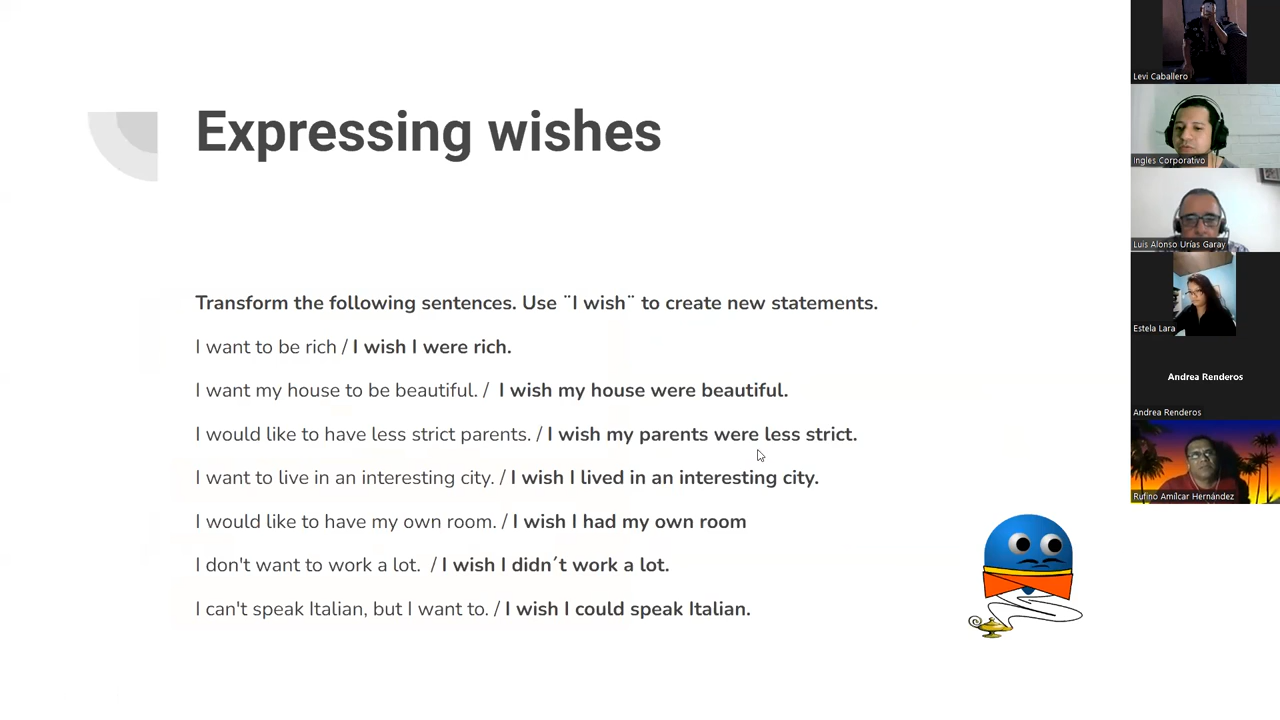 Expressing wishes
Transform the following sentences. Use ¨I wish¨ to create new statements.
I want to be rich / I wish I were rich.
I want my house to be beautiful. / I wish my house were beautiful.
I would like to have less strict parents. / I wish my parents were less strict.
I want to live in an interesting city. / I wish I lived in an interesting city.
I would like to have my own room. / I wish I had my own room
I don't want to work a lot. / I wish I didn´t work a lot.
I can't speak Italian, but I want to. / I wish I could speak Italian.
Levi Caballero
Ingles Corporativo
Luis Alonso Urías Garay
Estela Lara
Andrea Renderos
Andrea Renderos
Rufino Amílcar Hernández